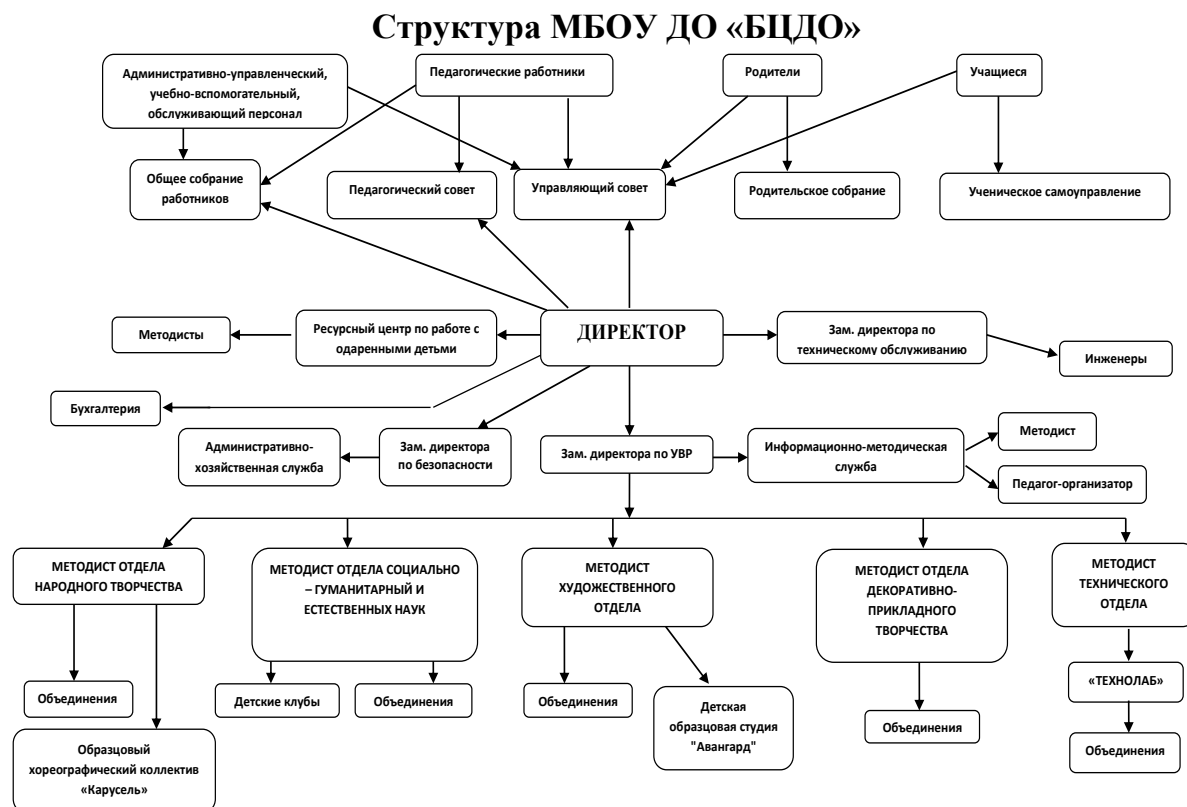 Структура МБОУ ДО «БЦДО»
Административно-управленческий,
учебно-вспомогательный,
обслуживающий персонал
Педагогические работники
Родители
Учащиеся
Общее собрание
работников
Педагогический совет
Управляющий совет
Родительское собрание
Ученическое самоуправление
Методисты
Ресурсный центр по работе с
одаренными детьми
ДИРЕКТОР
Зам. директора по
техническому обслуживанию
Инженеры
Бухгалтерия
Административно-
хозяйственная служба
Зам. директора
по безопасности
Зам. директора по УВР
Информационно-методическая
служба
Методист
Педагог-организатор
МЕТОДИСТ ОТДЕЛА
НАРОДНОГО ТВОРЧЕСТВА
МЕТОДИСТ ОТДЕЛА СОЦИАЛЬНО
– ГУМАНИТАРНЫЙ И
ЕСТЕСТВЕННЫХ НАУК
МЕТОДИСТ
ХУДОЖЕСТВЕННОГО
ОТДЕЛА
МЕТОДИСТ ОТДЕЛА
ДЕКОРАТИВНО-
ПРИКЛАДНОГО
ТВОРЧЕСТВА
МЕТОДИСТ
ТЕХНИЧЕСКОГО
ОТДЕЛА
Объединения
Образцовый
хореографический коллектив
«Карусель»
Детские клубы
Объединения
Объединения
Детская
образцовая студия
"Авангард"
Объединения
«ТЕХНОЛАБ»
Объединения